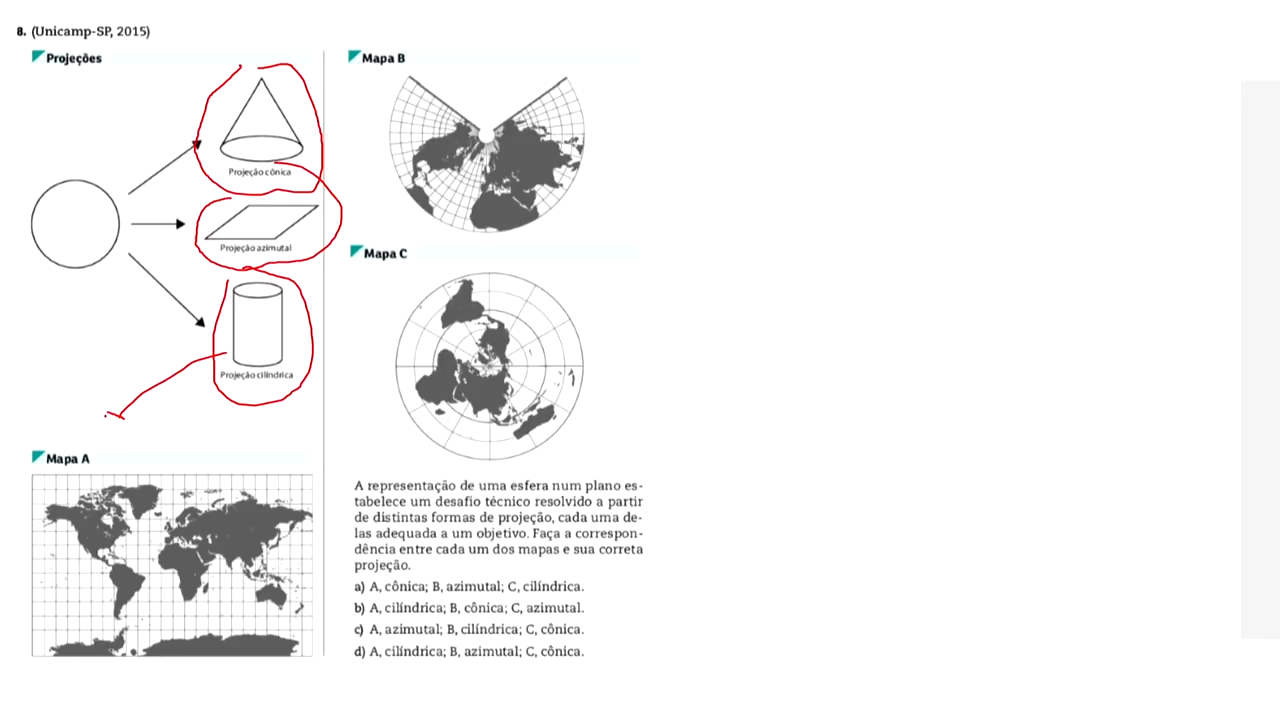 8. (Unicamp-SP, 2015)
Projeções
Projeção cônica
Projeção azimutal
Projeção cilíndrica
Mapa A
Mapa B
Mapa C
A representação de uma esfera num plano es-
tabelece um desafio técnico resolvido a partir
de distintas formas de projeção, cada uma de-
las adequada a um objetivo. Faça a correspon-
dência entre cada um dos mapas e sua correta
projeção.
a) A, cônica; B, azimutal; C, cilíndrica.
b) A, cilíndrica; B, cônica; C, azimutal.
c) A, azimutal; B, cilíndrica; C, cônica.
d) A, cilíndrica; B, azimutal; C, cônica.